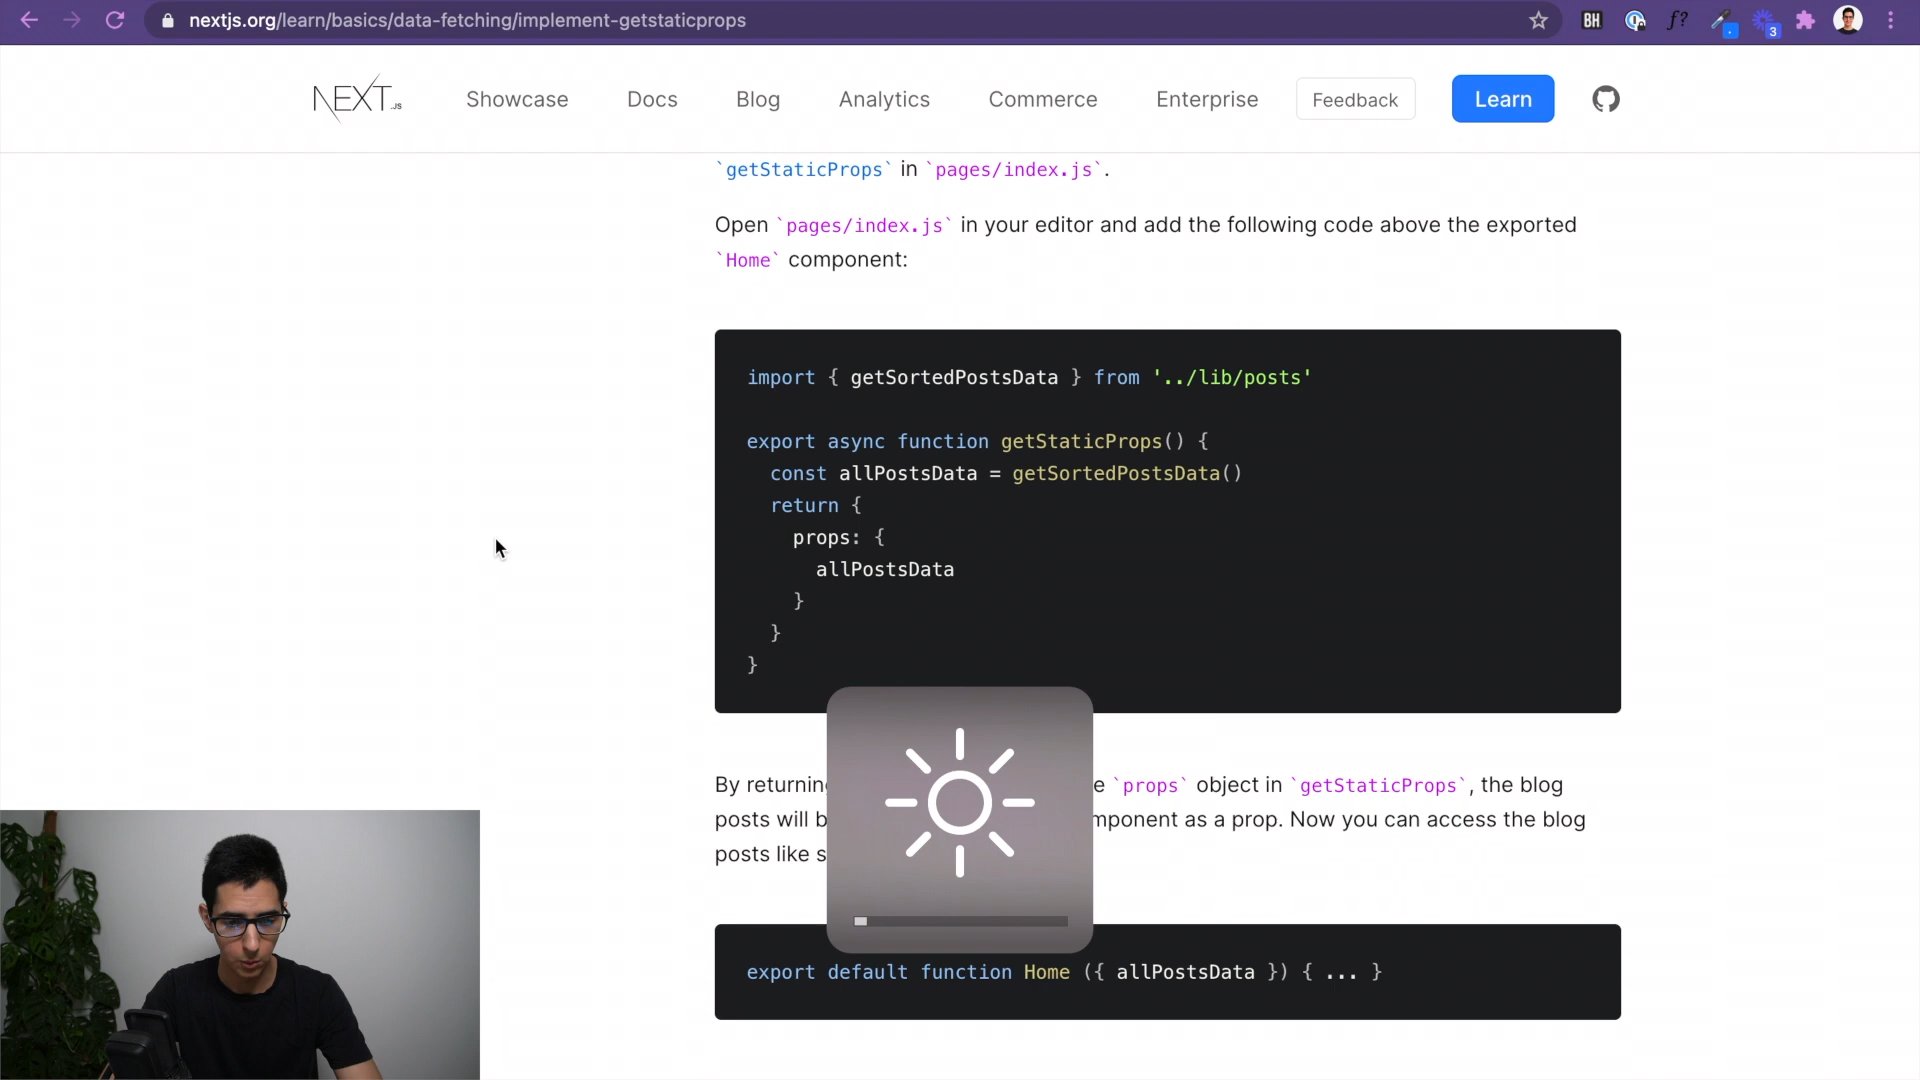 nextjs.org/learn/basics/data-fetching/implement-getstaticprops
BH
f?
3
NEXT.JS
Showcase
Docs
Blog
Analytics
Commerce
Enterprise
Feedback
Learn
`getStaticProps` in `pages/index.js`.
Open `pages/index.js` in your editor and add the following code above the exported
`Home` component:
import { getSortedPostsData } from '../lib/posts'
export async function getStaticProps() {
const allPostsData = getSortedPostsData()
return {
props: {
allPostsData
}
}
}
By returning `props` object in `getStaticProps`, the blog
posts will as a prop. Now you can access the blog
posts like
export default function Home ({ allPostsData }) { ... }